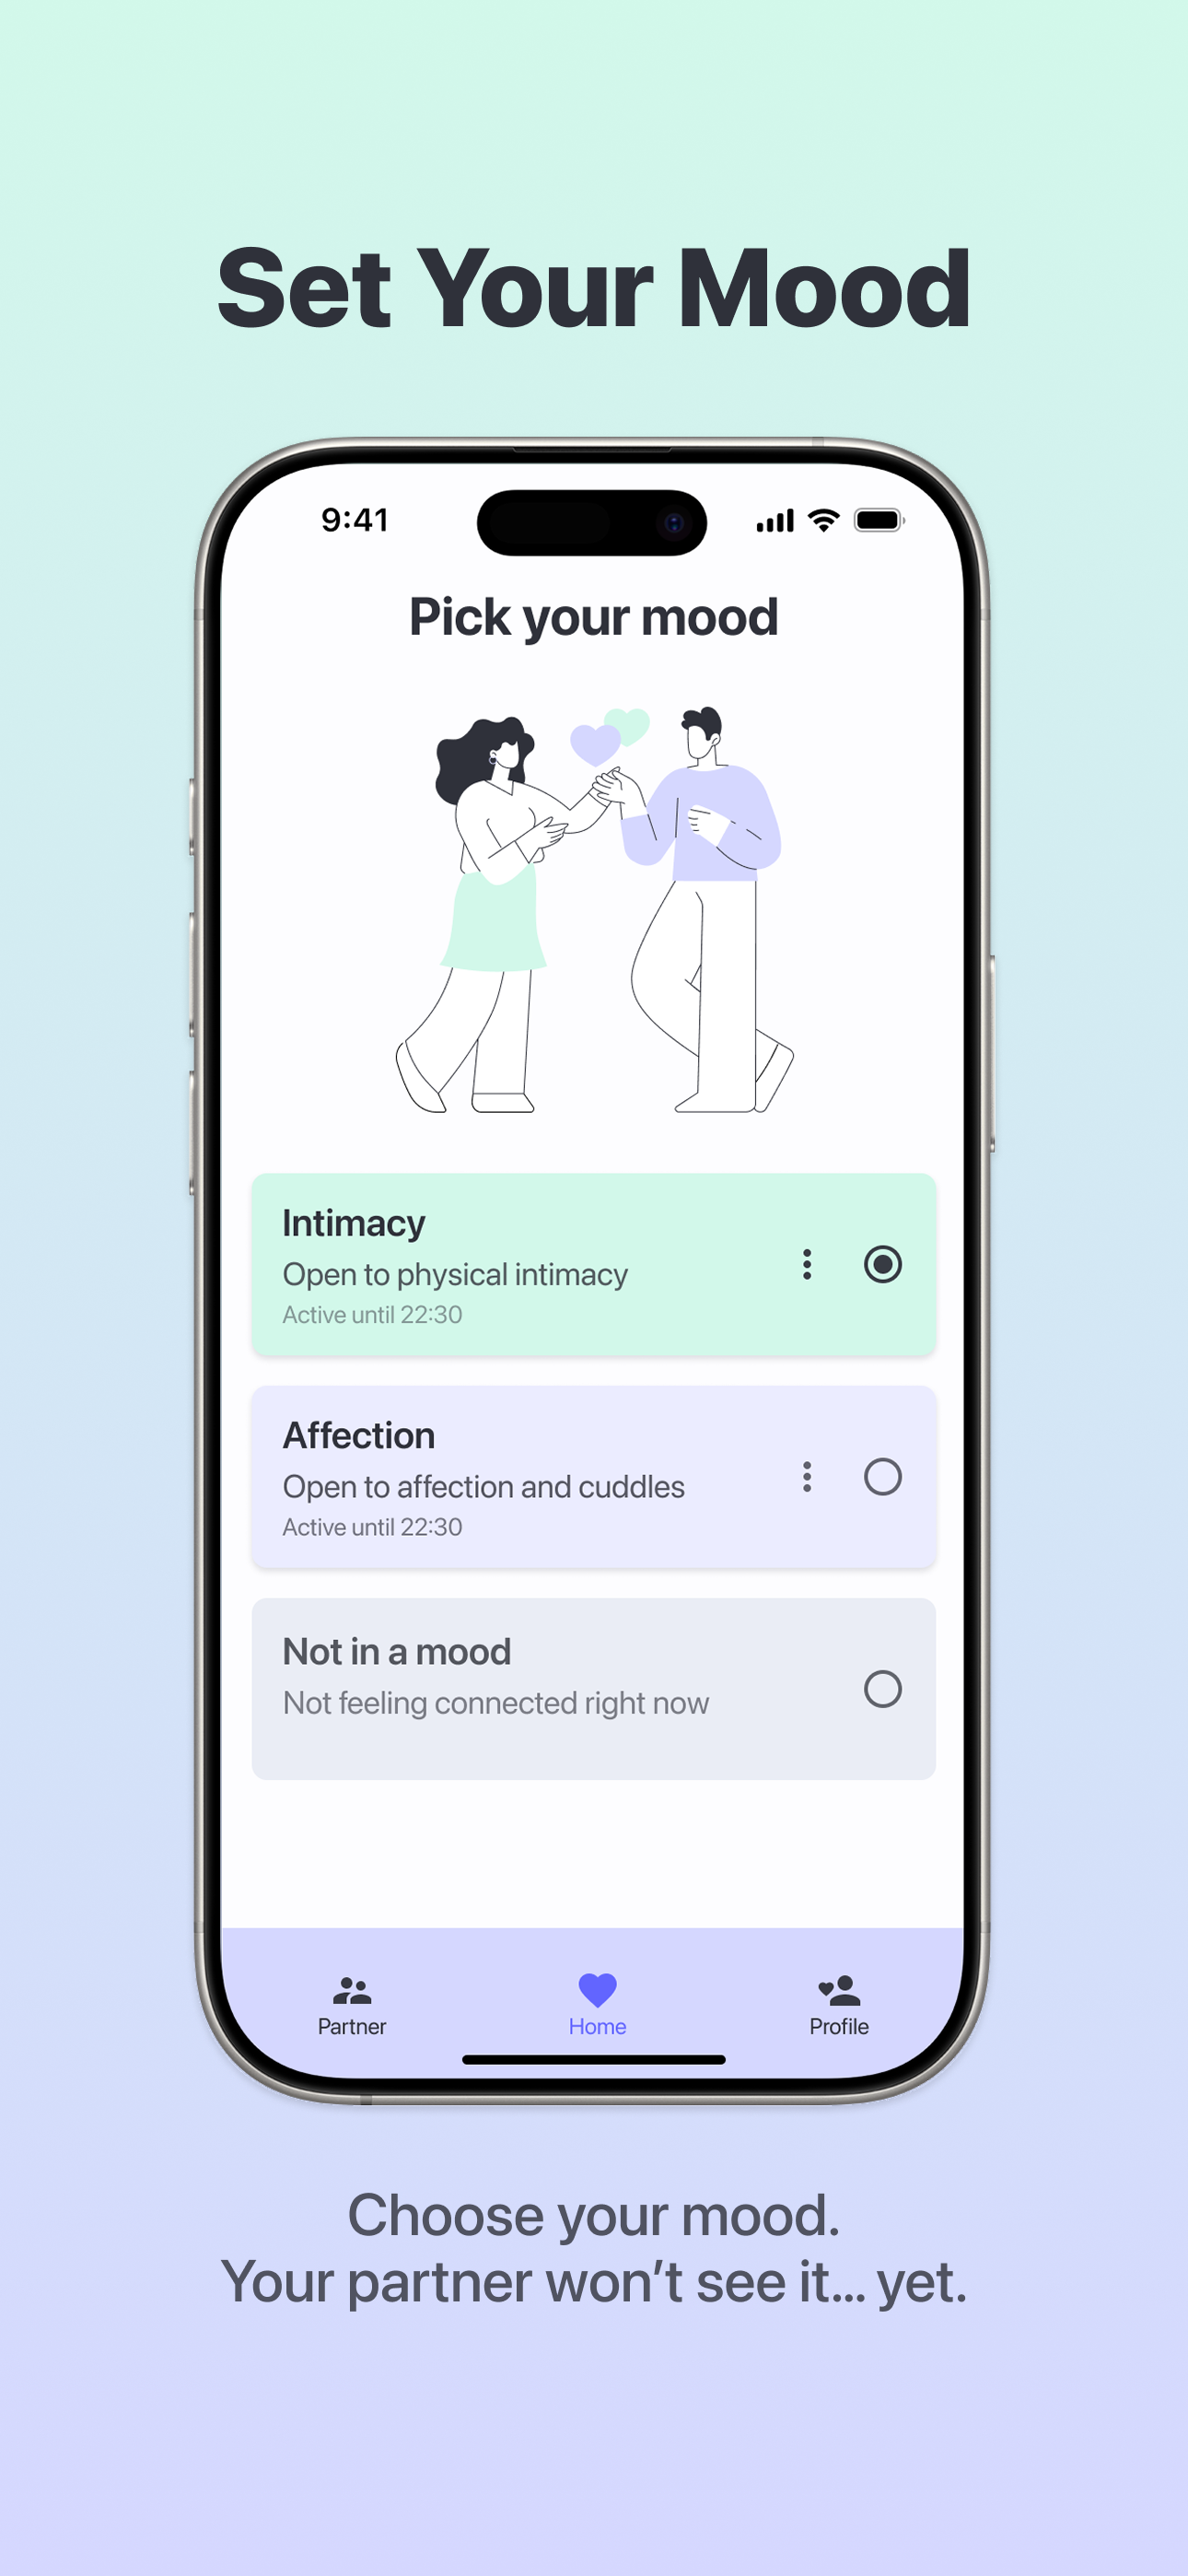 Set Your Mood
9:41
Pick your mood
Intimacy
Open to physical intimacy
Active until 22:30
Affection
Open to affection and cuddles
Active until 22:30
Not in a mood
Not feeling connected right now
Partner
Home
Profile
Choose your mood.
Your partner won’t see it... yet.